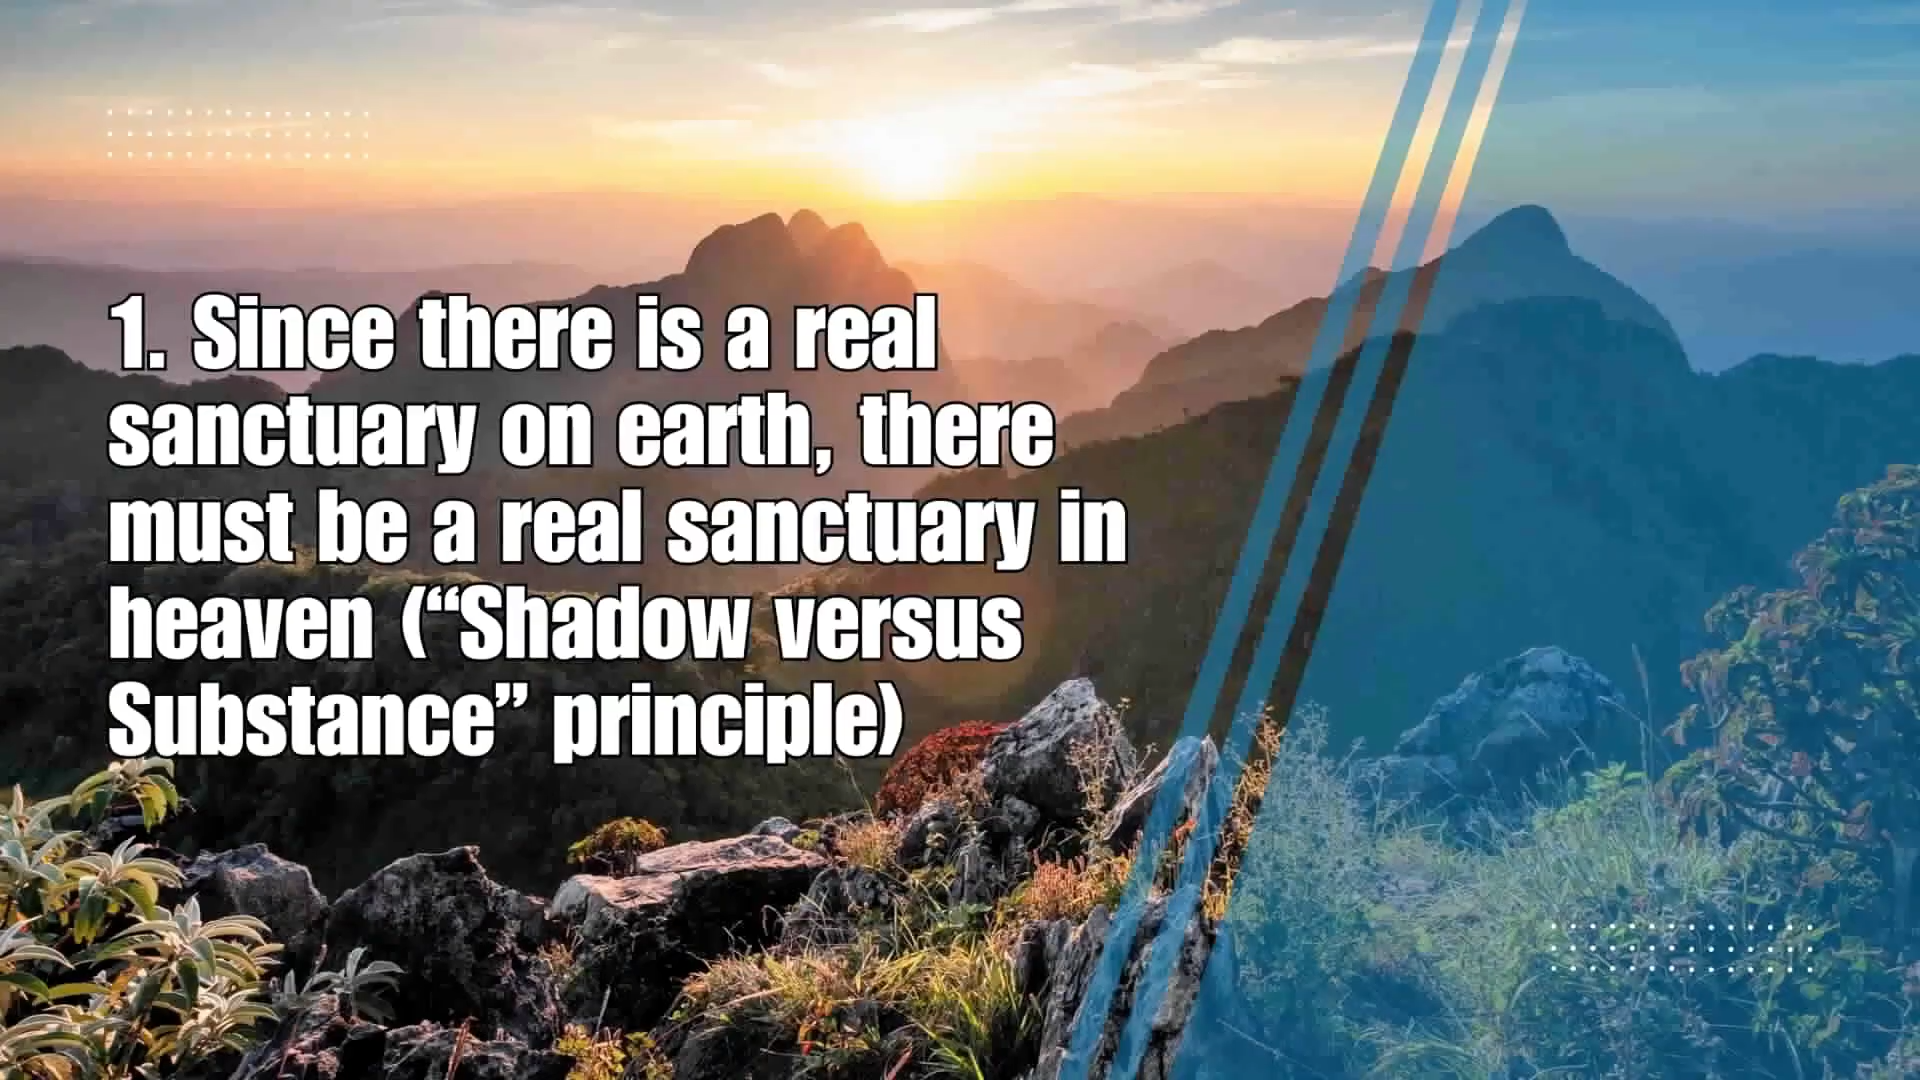 1. Since there is a real
sanctuary on earth, there
must be a real sanctuary in
heaven (“Shadow versus
Substance” principle)